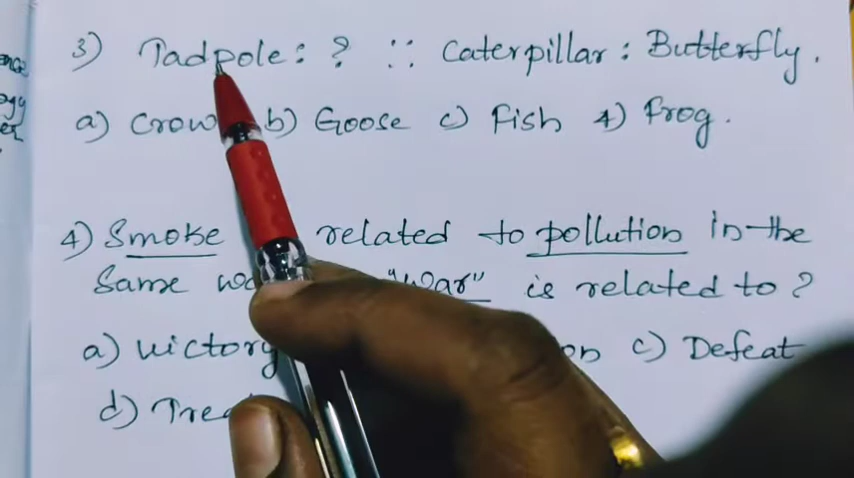 3) Tadpole : ? :: Caterpillar : Butterfly.
a) Crow b) Goose c) Fish 4) Frog.
4) Smoke related to pollution in the
Same "war" is related to ?
a) Victory c) Defeat
d)